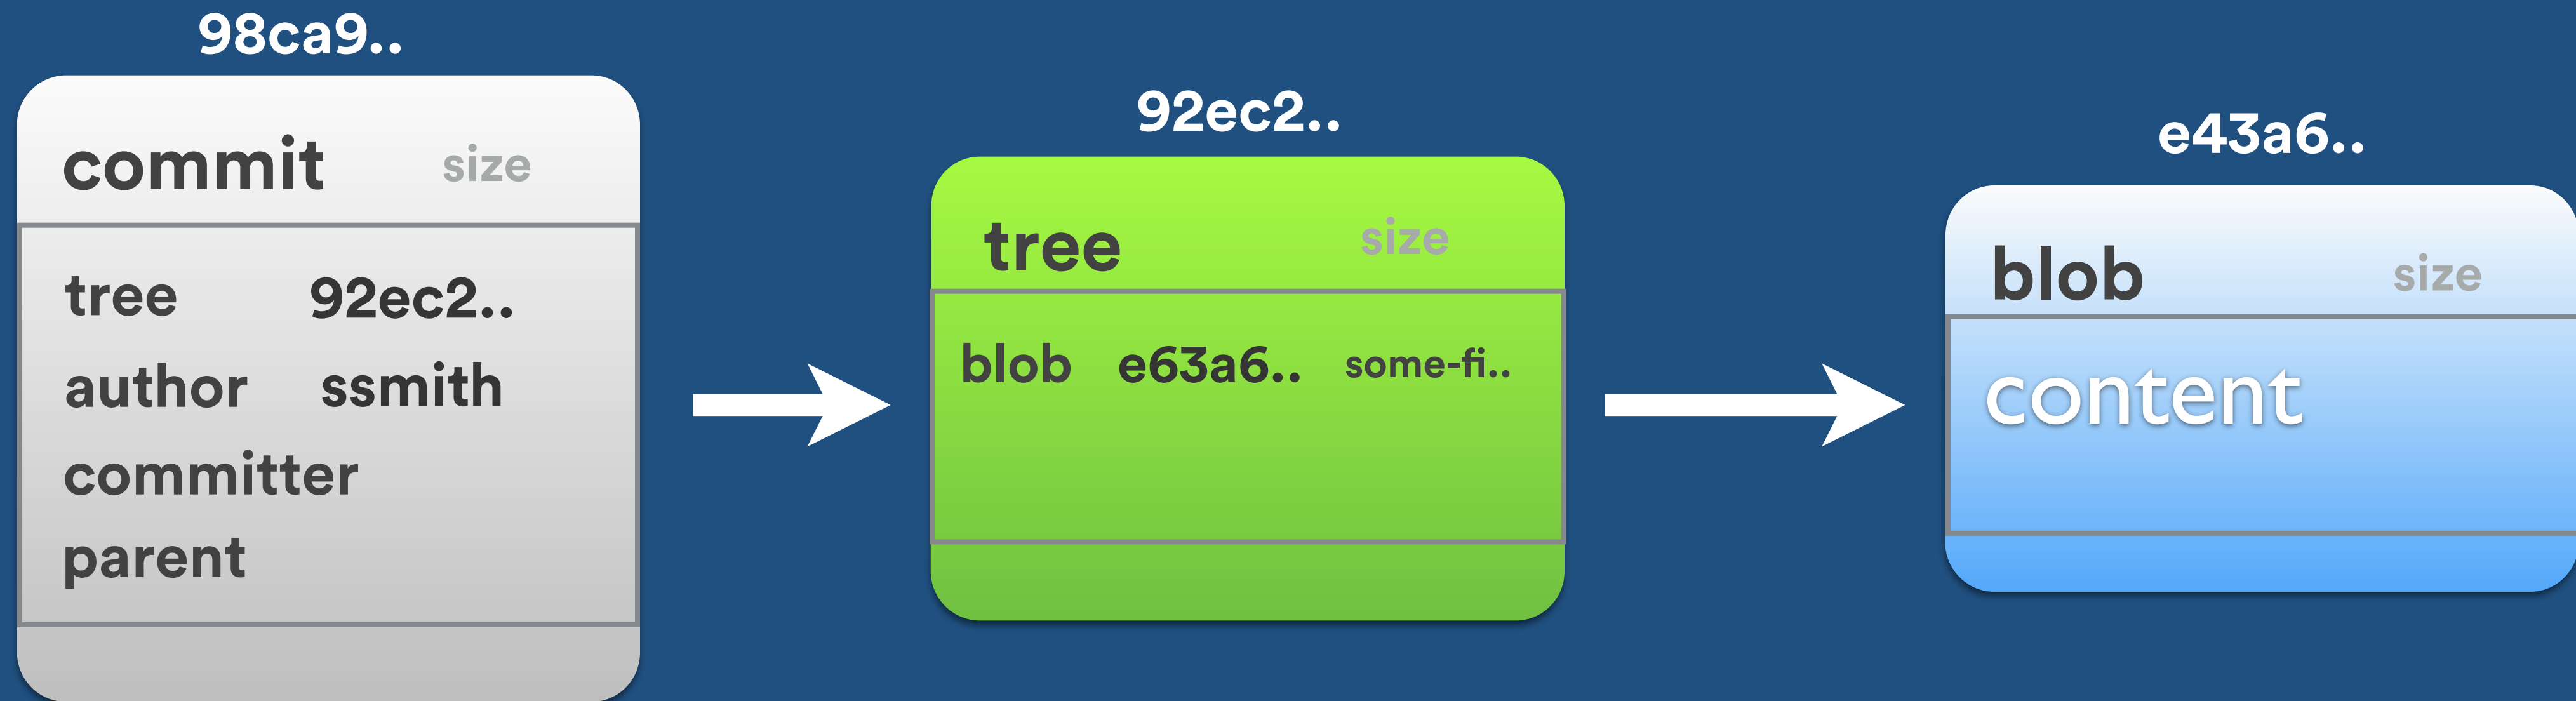 98ca9..
commit size
tree 92ec2..
author ssmith
committer
parent
92ec2..
tree size
blob e63a6.. some-fi..
e43a6..
blob size
content